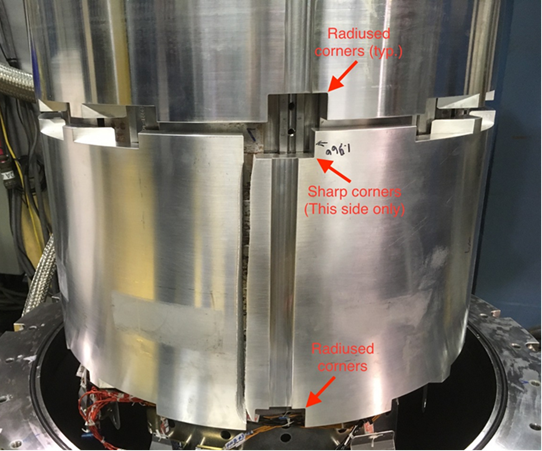 Radiused
corners (typ.)
Sharp corners
(This side only)
Radiused
corners